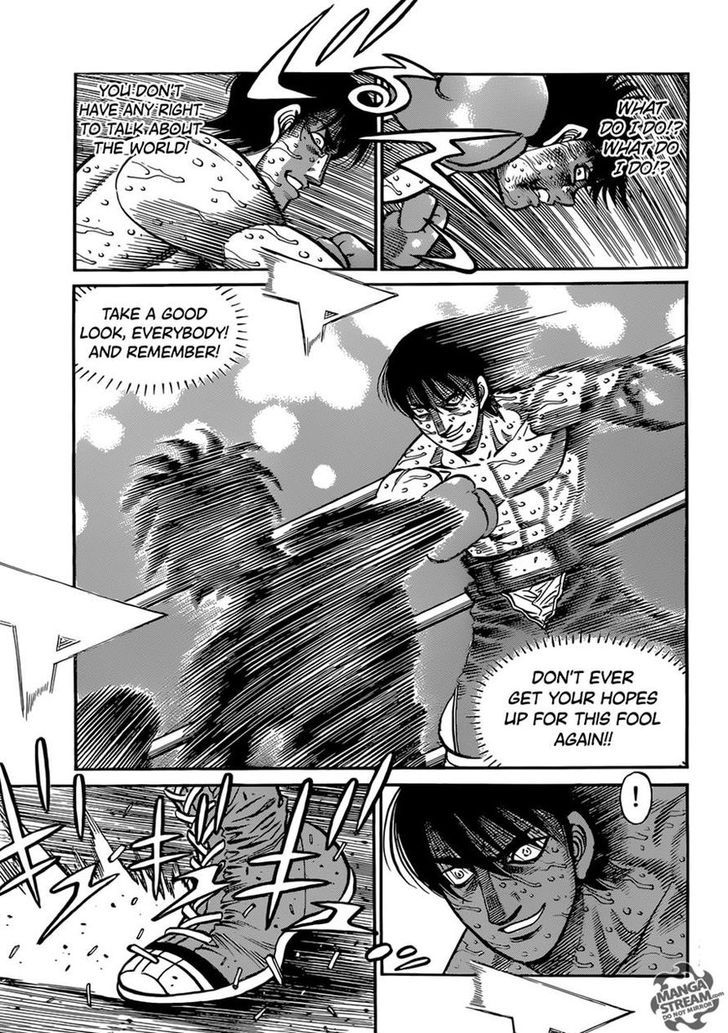 WHAT
DO I DO!?
WHAT DO
I DO!?
YOU DON'T
HAVE ANY RIGHT
TO TALK ABOUT
THE WORLD!
TAKE A GOOD
LOOK, EVERYBODY!
AND REMEMBER!
DON'T EVER
GET YOUR HOPES
UP FOR THIS FOOL
AGAIN!!
!
MANGA
STREAM.com
DO NOT MIRROR